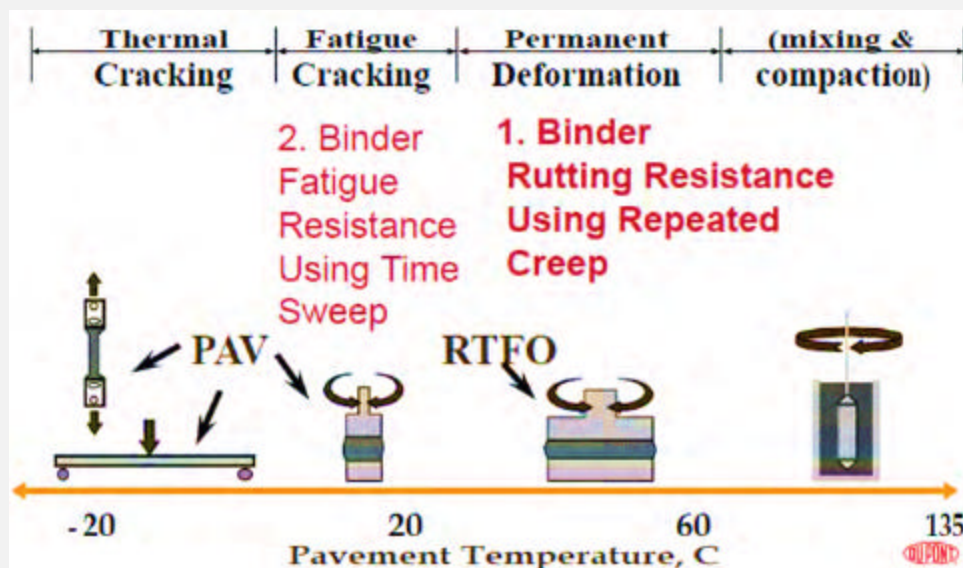 Thermal Cracking
Fatigue Cracking
Permanent Deformation
(mixing & compaction)
2. Binder
Fatigue
Resistance
Using Time
Sweep
1. Binder
Rutting Resistance
Using Repeated
Creep
PAV
RTFO
-20
20
60
135
Pavement Temperature, C
DUPONT